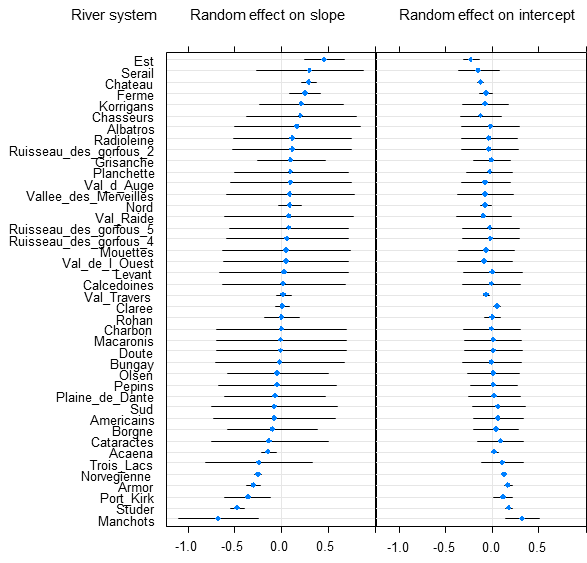 River system Random effect on slope Random effect on intercept
Est
Serail
Chateau
Ferme
Korrigans
Chasseurs
Albatros
Radioleine
Ruisseau_des_gorfous_2
Grisanche
Planchette
Val_d_Auge
Vallee_des_Merveilles
Nord
Val_Raide
Ruisseau_des_gorfous_5
Ruisseau_des_gorfous_4
Mouettes
Val_de_l_Ouest
Levant
Calcedoines
Val_Travers
Claree
Rohan
Charbon
Macaronis
Doute
Bungay
Olsen
Pepins
Plaine_de_Dante
Sud
Americains
Borgne
Cataractes
Acaena
Trois_Lacs
Norvegienne
Armor
Port_Kirk
Studer
Manchots
-1.0 -0.5 0.0 0.5 -1.0 -0.5 0.0 0.5